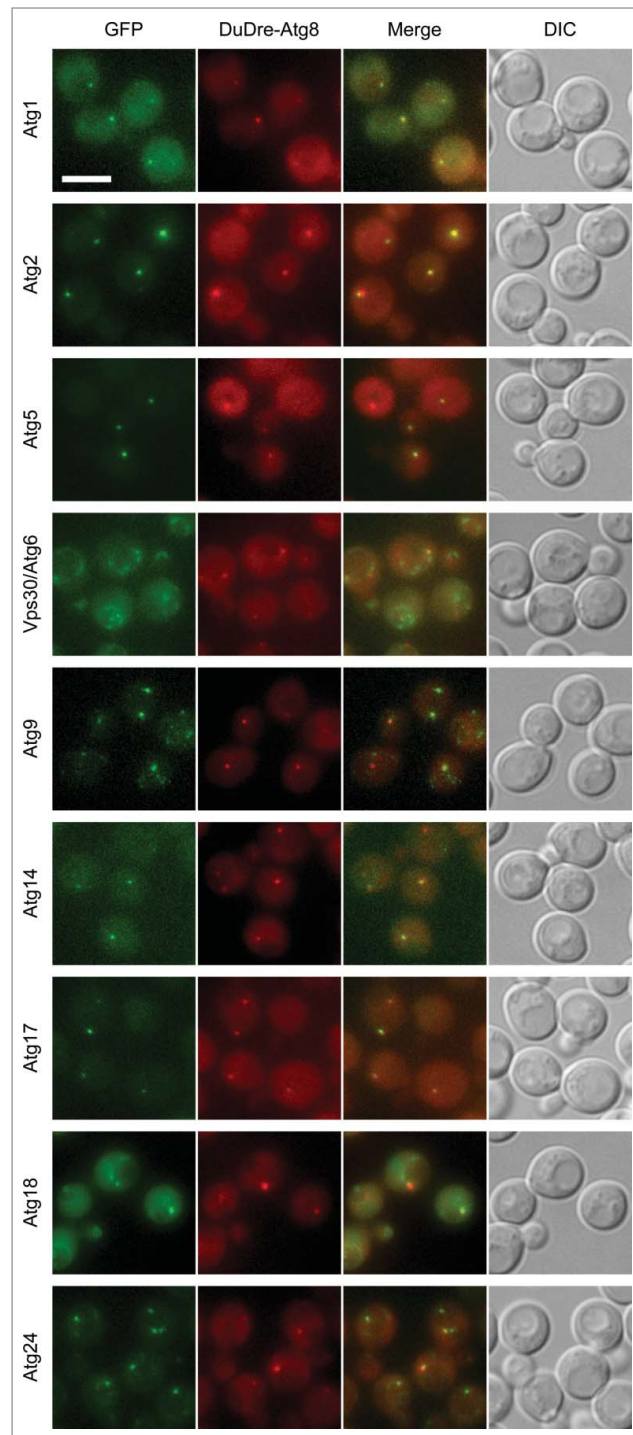 GFP DuDre-Atg8 Merge DIC
Atg1
Atg2
Atg5
Vps30/Atg6
Atg9
Atg14
Atg17
Atg18
Atg24